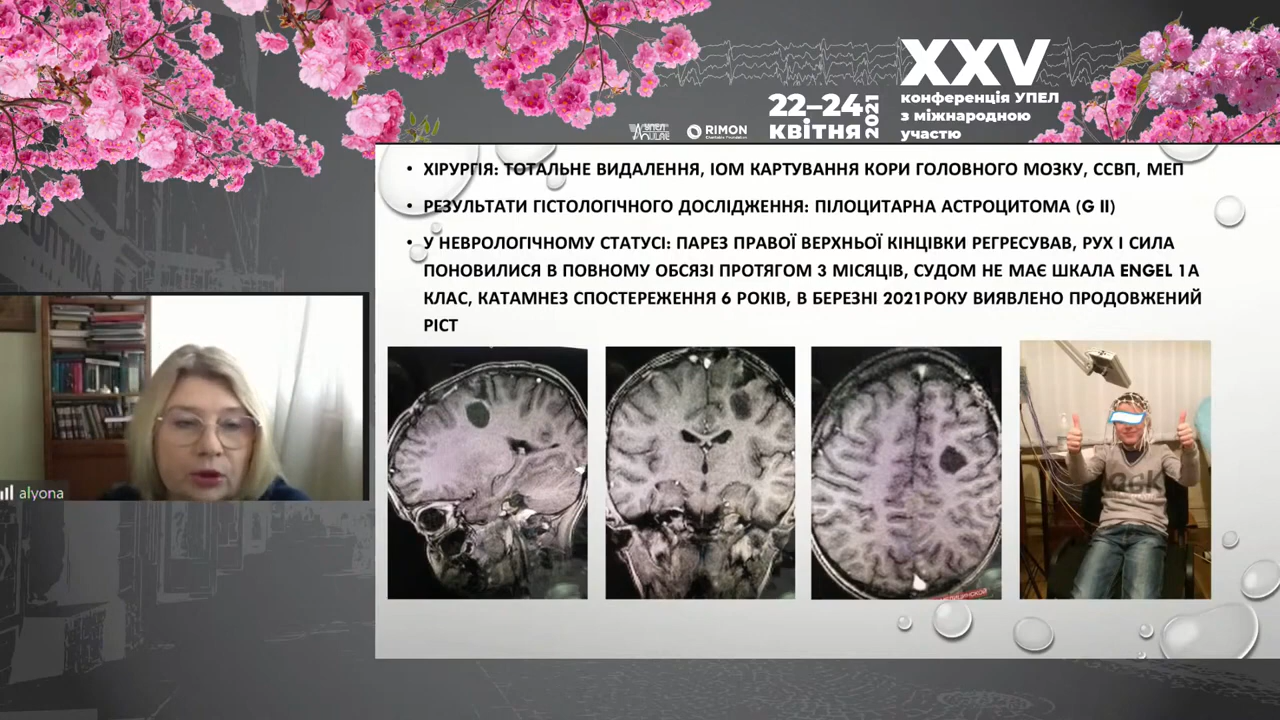 XXV
22–24
квітня
2021
конференція УПЕЛ
з міжнародною
участю
УПЕЛ
ULAE
RIMON
• ХІРУРГІЯ: ТОТАЛЬНЕ ВИДАЛЕННЯ, ІОМ КАРТУВАННЯ КОРИ ГОЛОВНОГО МОЗКУ, ССВП, МЕП
• РЕЗУЛЬТАТИ ГІСТОЛОГІЧНОГО ДОСЛІДЖЕННЯ: ПІЛОЦИТАРНА АСТРОЦИТОМА (G II)
• У НЕВРОЛОГІЧНОМУ СТАТУСІ: ПАРЕЗ ПРАВОЇ ВЕРХНЬОЇ КІНЦІВКИ РЕГРЕСУВАВ, РУХ І СИЛА
ПОНОВИЛИСЯ В ПОВНОМУ ОБСЯЗІ ПРОТЯГОМ 3 МІСЯЦІВ, СУДОМ НЕ МАЄ ШКАЛА ENGEL 1А
КЛАС, КАТАМНЕЗ СПОСТЕРЕЖЕННЯ 6 РОКІВ, В БЕРЕЗНІ 2021РОКУ ВИЯВЛЕНО ПРОДОВЖЕНИЙ
РІСТ
ОПТИКА
alyona